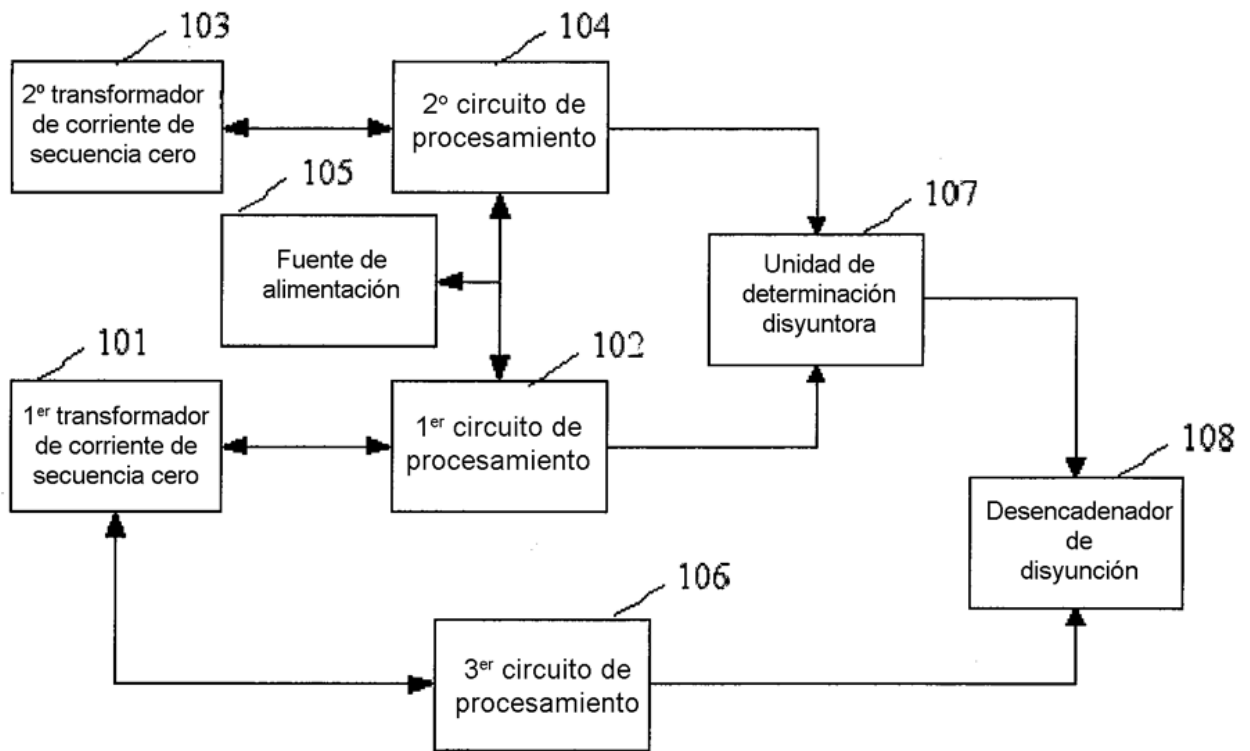 103
2º transformador
de corriente de
secuencia cero
104
2º circuito de
procesamiento
105
Fuente de
alimentación
107
Unidad de
determinación
disyuntora
101
1er transformador
de corriente de
secuencia cero
102
1er circuito de
procesamiento
108
Desencadenador
de
disyunción
106
3er circuito de
procesamiento